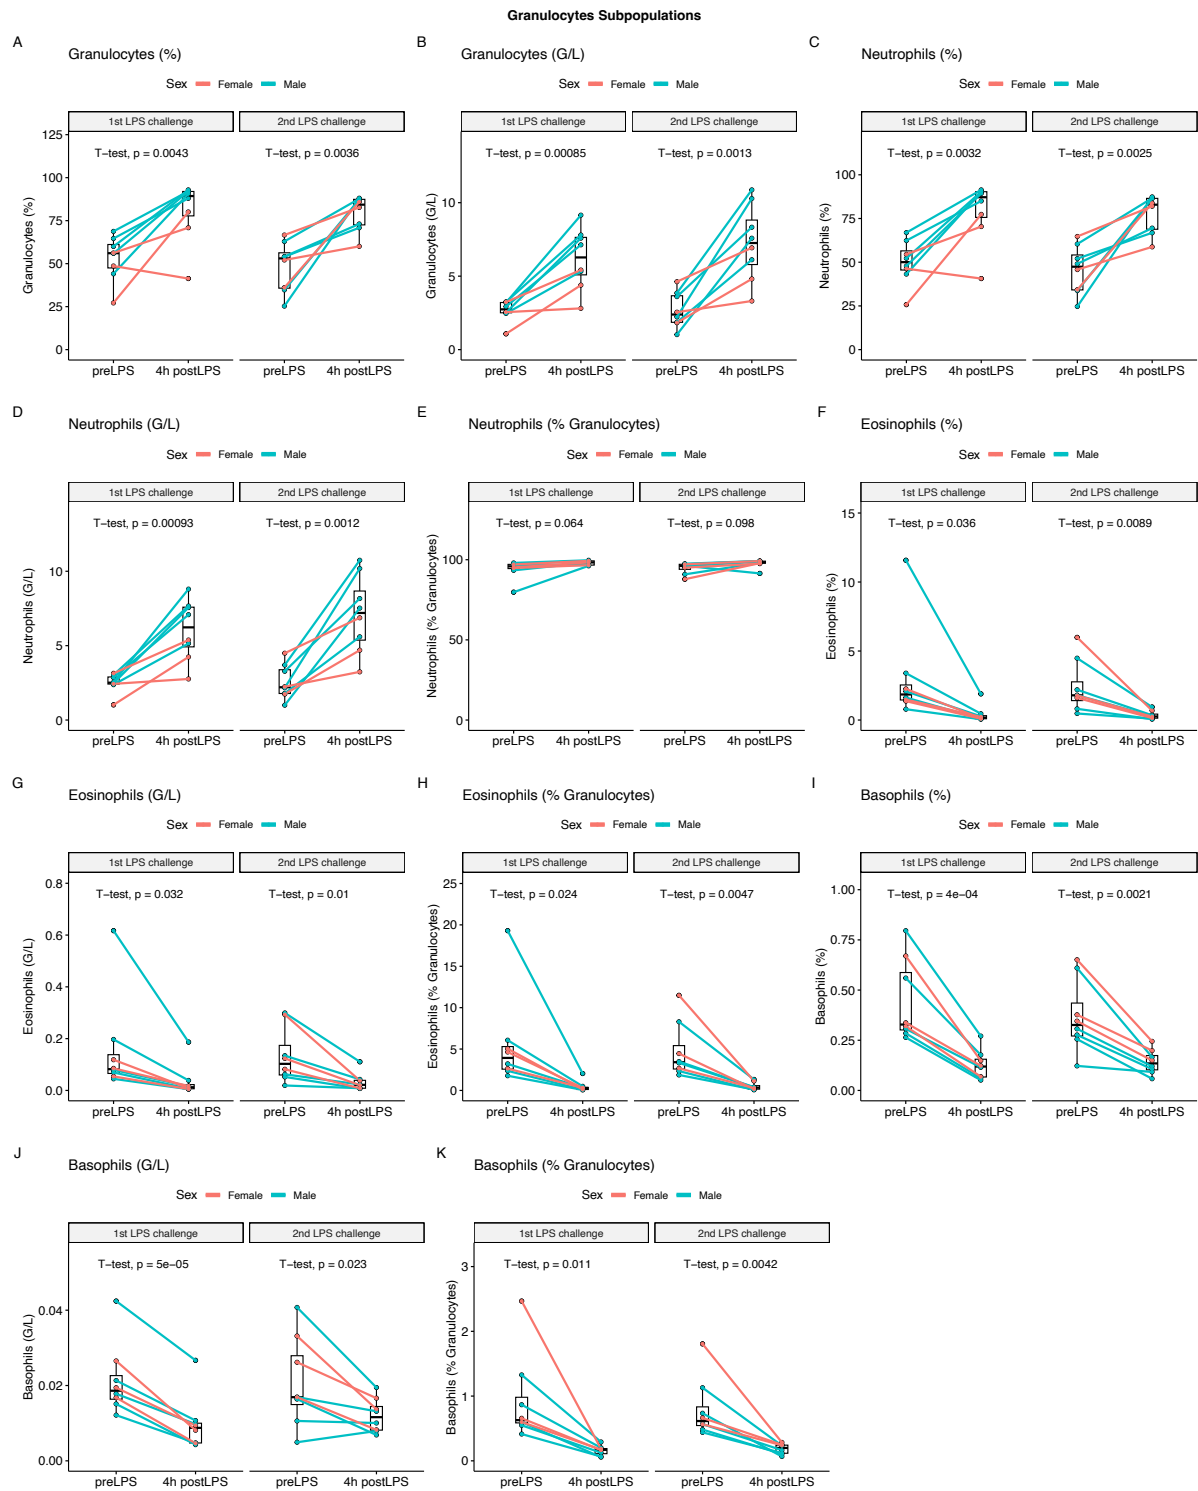 Granulocytes Subpopulations
A
Granulocytes (%)
Sex Female Male
1st LPS challenge 2nd LPS challenge
T-test, p = 0.0043 T-test, p = 0.0036
125
100
75
50
25
0
Granulocytes (%)
preLPS 4h postLPS preLPS 4h postLPS
B
Granulocytes (G/L)
Sex Female Male
1st LPS challenge 2nd LPS challenge
T-test, p = 0.00085 T-test, p = 0.0013
10
5
0
Granulocytes (G/L)
preLPS 4h postLPS preLPS 4h postLPS
C
Neutrophils (%)
Sex Female Male
1st LPS challenge 2nd LPS challenge
T-test, p = 0.0032 T-test, p = 0.0025
100
75
50
25
0
Neutrophils (%)
preLPS 4h postLPS preLPS 4h postLPS
D
Neutrophils (G/L)
Sex Female Male
1st LPS challenge 2nd LPS challenge
T-test, p = 0.00093 T-test, p = 0.0012
10
5
0
Neutrophils (G/L)
preLPS 4h postLPS preLPS 4h postLPS
E
Neutrophils (% Granulocytes)
Sex Female Male
1st LPS challenge 2nd LPS challenge
T-test, p = 0.064 T-test, p = 0.098
100
50
0
Neutrophils (% Granulocytes)
preLPS 4h postLPS preLPS 4h postLPS
F
Eosinophils (%)
Sex Female Male
1st LPS challenge 2nd LPS challenge
T-test, p = 0.036 T-test, p = 0.0089
15
10
5
0
Eosinophils (%)
preLPS 4h postLPS preLPS 4h postLPS
G
Eosinophils (G/L)
Sex Female Male
1st LPS challenge 2nd LPS challenge
T-test, p = 0.032 T-test, p = 0.01
0.8
0.6
0.4
0.2
0.0
Eosinophils (G/L)
preLPS 4h postLPS preLPS 4h postLPS
H
Eosinophils (% Granulocytes)
Sex Female Male
1st LPS challenge 2nd LPS challenge
T-test, p = 0.024 T-test, p = 0.0047
25
20
15
10
5
0
Eosinophils (% Granulocytes)
preLPS 4h postLPS preLPS 4h postLPS
I
Basophils (%)
Sex Female Male
1st LPS challenge 2nd LPS challenge
T-test, p = 4e-04 T-test, p = 0.0021
1.00
0.75
0.50
0.25
0.00
Basophils (%)
preLPS 4h postLPS preLPS 4h postLPS
J
Basophils (G/L)
Sex Female Male
1st LPS challenge 2nd LPS challenge
T-test, p = 5e-05 T-test, p = 0.023
0.04
0.02
0.00
Basophils (G/L)
preLPS 4h postLPS preLPS 4h postLPS
K
Basophils (% Granulocytes)
Sex Female Male
1st LPS challenge 2nd LPS challenge
T-test, p = 0.011 T-test, p = 0.0042
3
2
1
0
Basophils (% Granulocytes)
preLPS 4h postLPS preLPS 4h postLPS